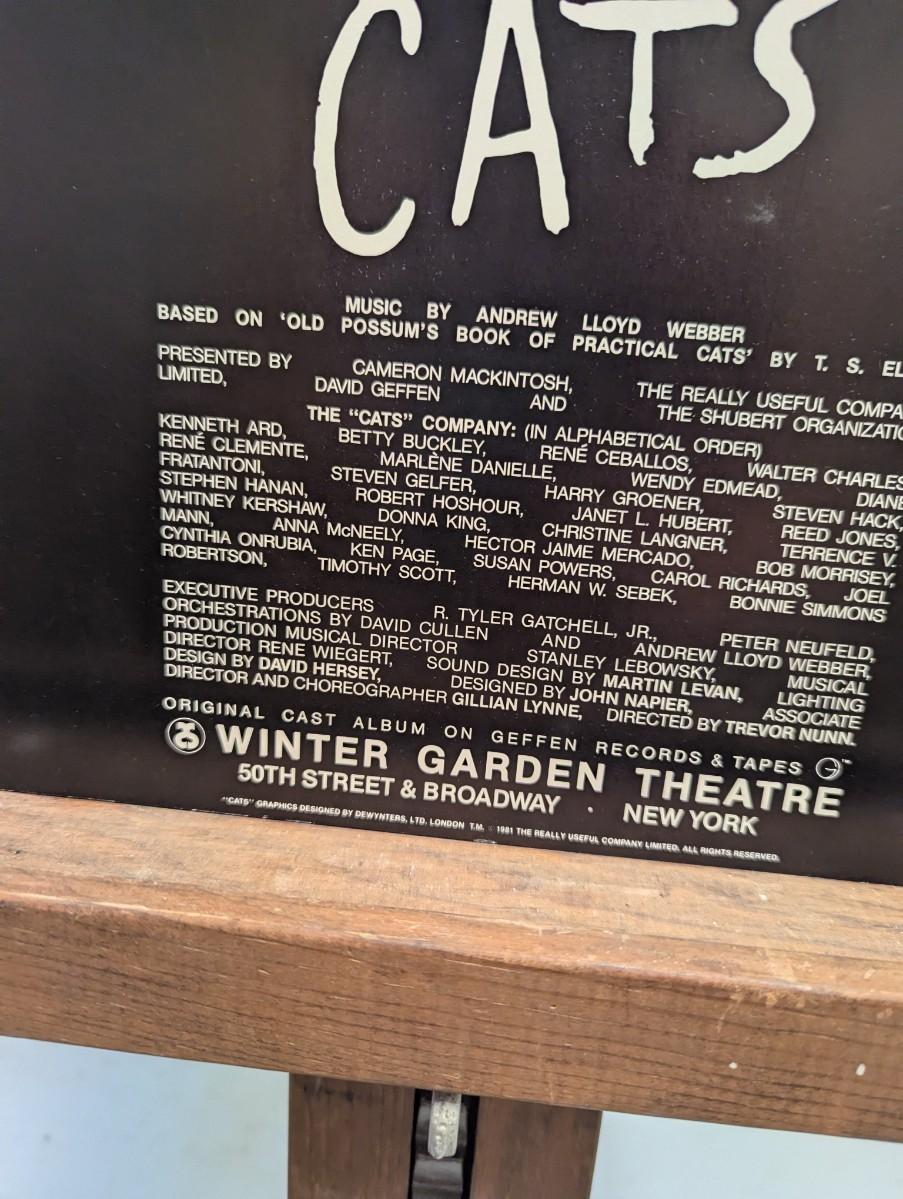 CATS
MUSIC BY ANDREW LLOYD WEBBER
BASED ON 'OLD POSSUM'S BOOK OF PRACTICAL CATS' BY T. S. EL
PRESENTED BY CAMERON MACKINTOSH, THE REALLY USEFUL COMPA
LIMITED, DAVID GEFFEN AND THE SHUBERT ORGANIZATIO
THE "CATS" COMPANY: (IN ALPHABETICAL ORDER)
KENNETH ARD, BETTY BUCKLEY, RENÉ CEBALLOS, WALTER CHARLES
RENÉ CLEMENTE, MARLÈNE DANIELLE, WENDY EDMEAD, DIANE
FRATANTONI, STEVEN GELFER, HARRY GROENER, STEVEN HACK,
STEPHEN HANAN, ROBERT HOSHOUR, JANET L. HUBERT, REED JONES,
WHITNEY KERSHAW, DONNA KING, CHRISTINE LANGNER, TERRENCE V.
MANN, ANNA McNEELY, HECTOR JAIME MERCADO, BOB MORRISEY,
CYNTHIA ONRUBIA, KEN PAGE, SUSAN POWERS, CAROL RICHARDS, JOEL
ROBERTSON, TIMOTHY SCOTT, HERMAN W. SEBEK, BONNIE SIMMONS
EXECUTIVE PRODUCERS R. TYLER GATCHELL, JR., PETER NEUFELD,
ORCHESTRATIONS BY DAVID CULLEN AND ANDREW LLOYD WEBBER,
PRODUCTION MUSICAL DIRECTOR STANLEY LEBOWSKY, MUSICAL
DIRECTOR RENE WIEGERT, SOUND DESIGN BY MARTIN LEVAN, LIGHTING
DESIGN BY DAVID HERSEY, DESIGNED BY JOHN NAPIER, ASSOCIATE
DIRECTOR AND CHOREOGRAPHER GILLIAN LYNNE, DIRECTED BY TREVOR NUNN.
ORIGINAL CAST ALBUM ON GEFFEN RECORDS & TAPES
WINTER GARDEN THEATRE
50TH STREET & BROADWAY · NEW YORK
"CATS" GRAPHICS DESIGNED BY DEWYNTERS, LTD. LONDON T.M. © 1981 THE REALLY USEFUL COMPANY LIMITED. ALL RIGHTS RESERVED.